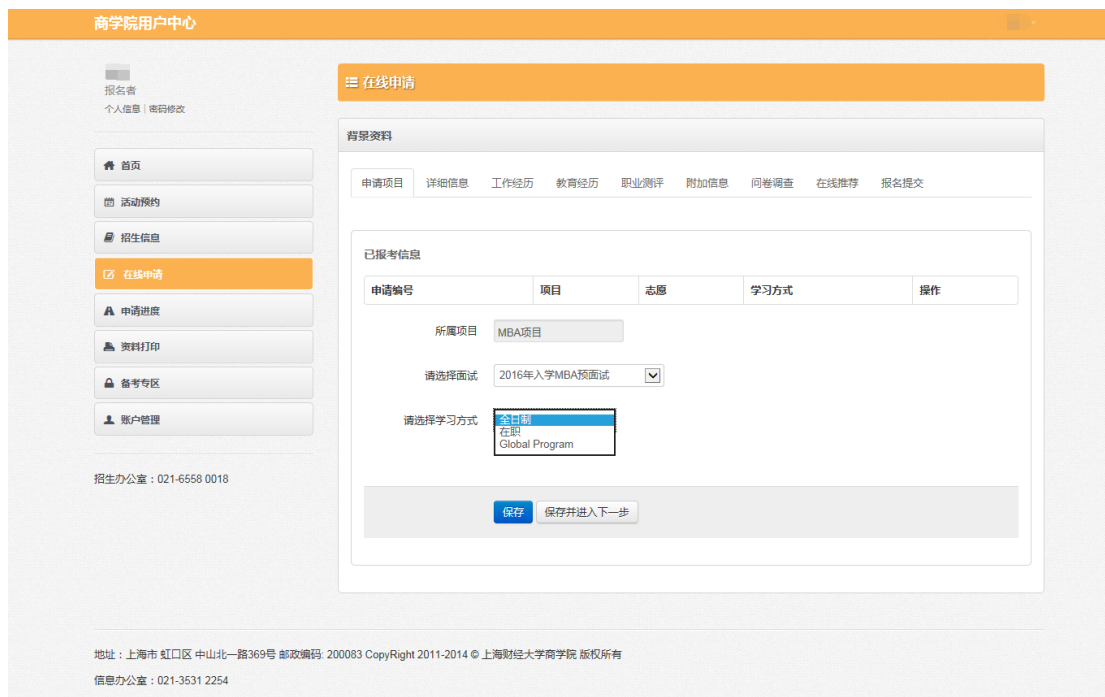 商学院用户中心
报名者
个人信息 | 密码修改
首页
活动预约
招生信息
在线申请
申请进度
资料打印
备考专区
账户管理
招生办公室：021-6558 0018
在线申请
背景资料
申请项目 详细信息 工作经历 教育经历 职业测评 附加信息 问卷调查 在线推荐 报名提交
已报考信息
申请编号 项目 志愿 学习方式 操作
所属项目 MBA项目
请选择面试 2016年入学MBA预面试
请选择学习方式 全日制
在职
Global Program
保存 保存并进入下一步
地址：上海市 虹口区 中山北一路369号 邮政编码: 200083 CopyRight 2011-2014 © 上海财经大学商学院 版权所有
信息办公室：021-3531 2254